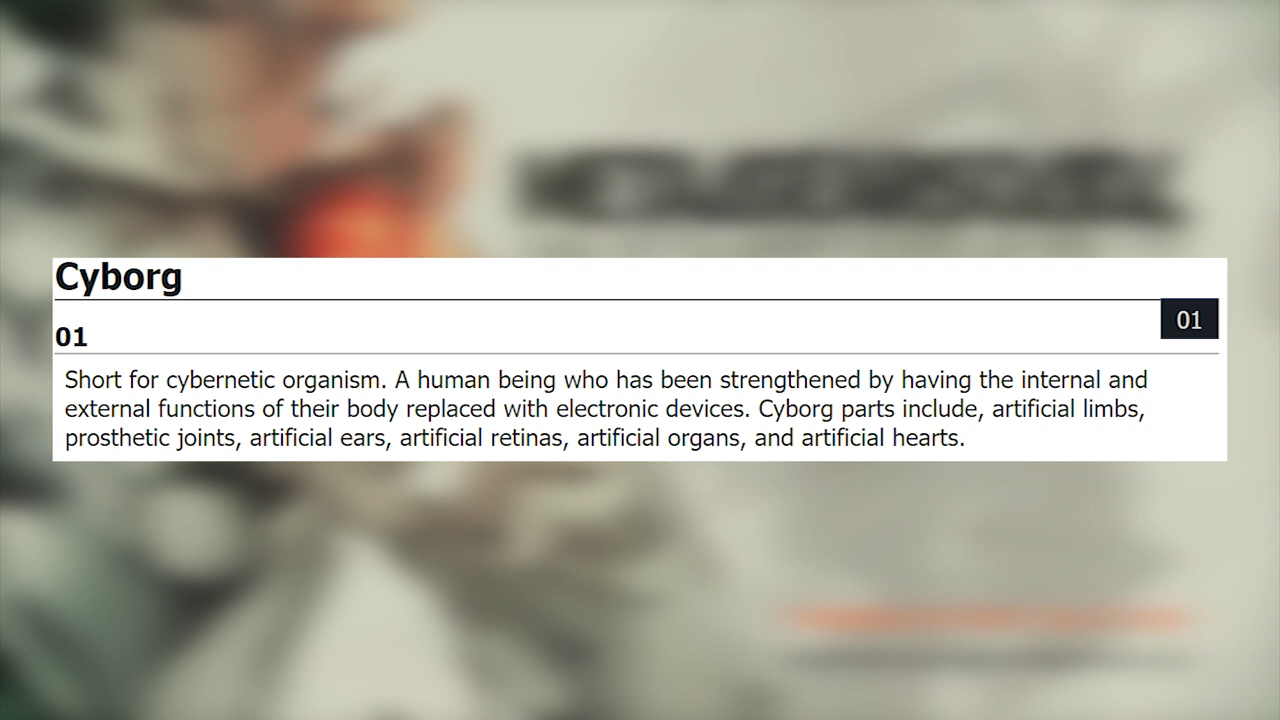 Cyborg
01
01
Short for cybernetic organism. A human being who has been strengthened by having the internal and
external functions of their body replaced with electronic devices. Cyborg parts include, artificial limbs,
prosthetic joints, artificial ears, artificial retinas, artificial organs, and artificial hearts.